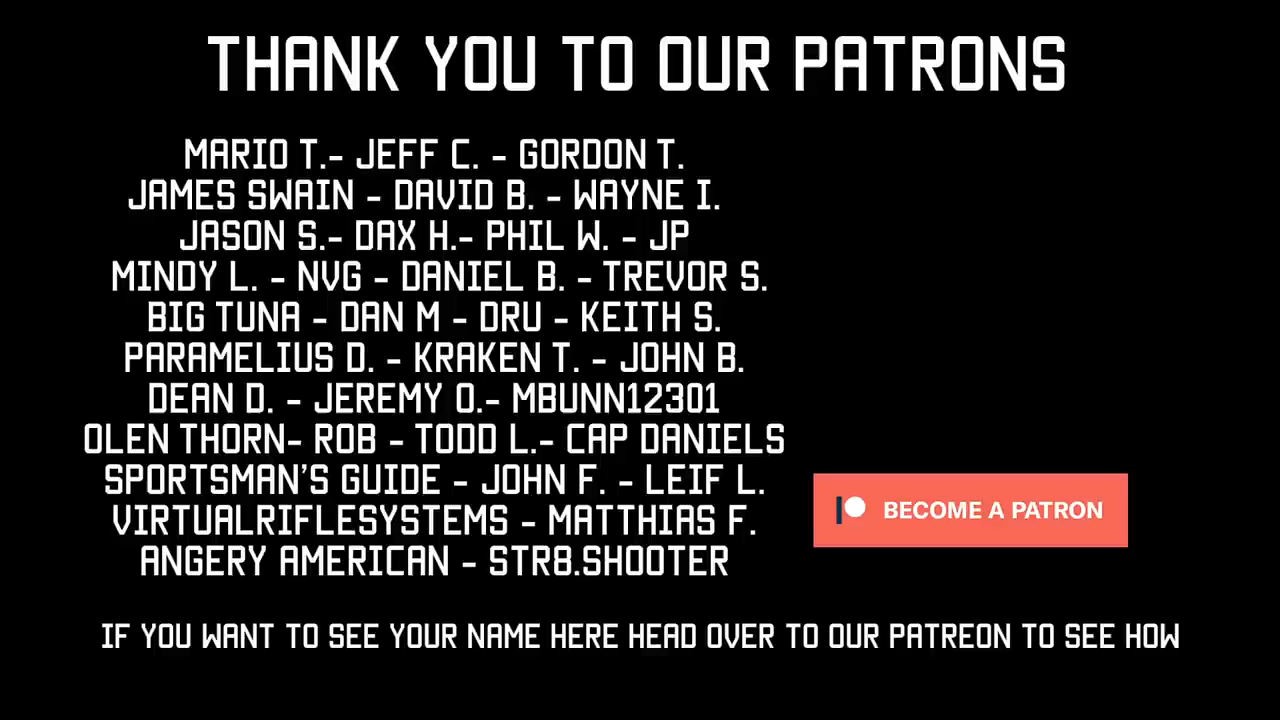 THANK YOU TO OUR PATRONS
MARIO T.- JEFF C. - GORDON T.
JAMES SWAIN - DAVID B. - WAYNE I.
JASON S.- DAX H.- PHIL W. - JP
MINDY L. - NVG - DANIEL B. - TREVOR S.
BIG TUNA - DAN M - DRU - KEITH S.
PARAMELIUS D. - KRAKEN T. - JOHN B.
DEAN D. - JEREMY O.- MBUNN12301
OLEN THORN- ROB - TODD L.- CAP DANIELS
SPORTSMAN'S GUIDE - JOHN F. - LEIF L.
VIRTUALRIFLESYSTEMS - MATTHIAS F.
ANGERY AMERICAN - STR8.SHOOTER
BECOME A PATRON
IF YOU WANT TO SEE YOUR NAME HERE HEAD OVER TO OUR PATREON TO SEE HOW